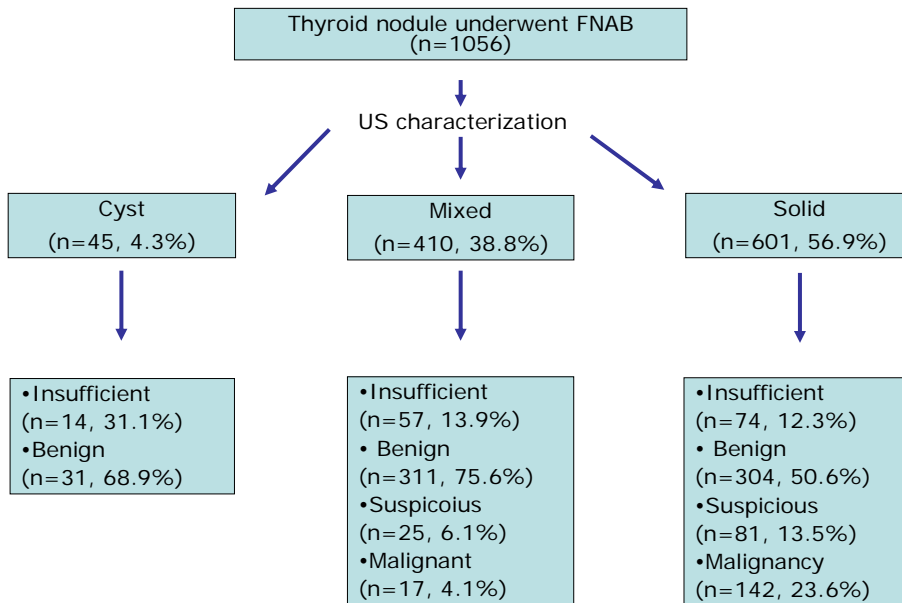 Thyroid nodule underwent FNAB
(n=1056)
US characterization
Cyst
(n=45, 4.3%)
Mixed
(n=410, 38.8%)
Solid
(n=601, 56.9%)
•Insufficient
(n=14, 31.1%)
•Benign
(n=31, 68.9%)
•Insufficient
(n=57, 13.9%)
• Benign
(n=311, 75.6%)
•Suspicoius
(n=25, 6.1%)
•Malignant
(n=17, 4.1%)
•Insufficient
(n=74, 12.3%)
• Benign
(n=304, 50.6%)
•Suspicious
(n=81, 13.5%)
•Malignancy
(n=142, 23.6%)